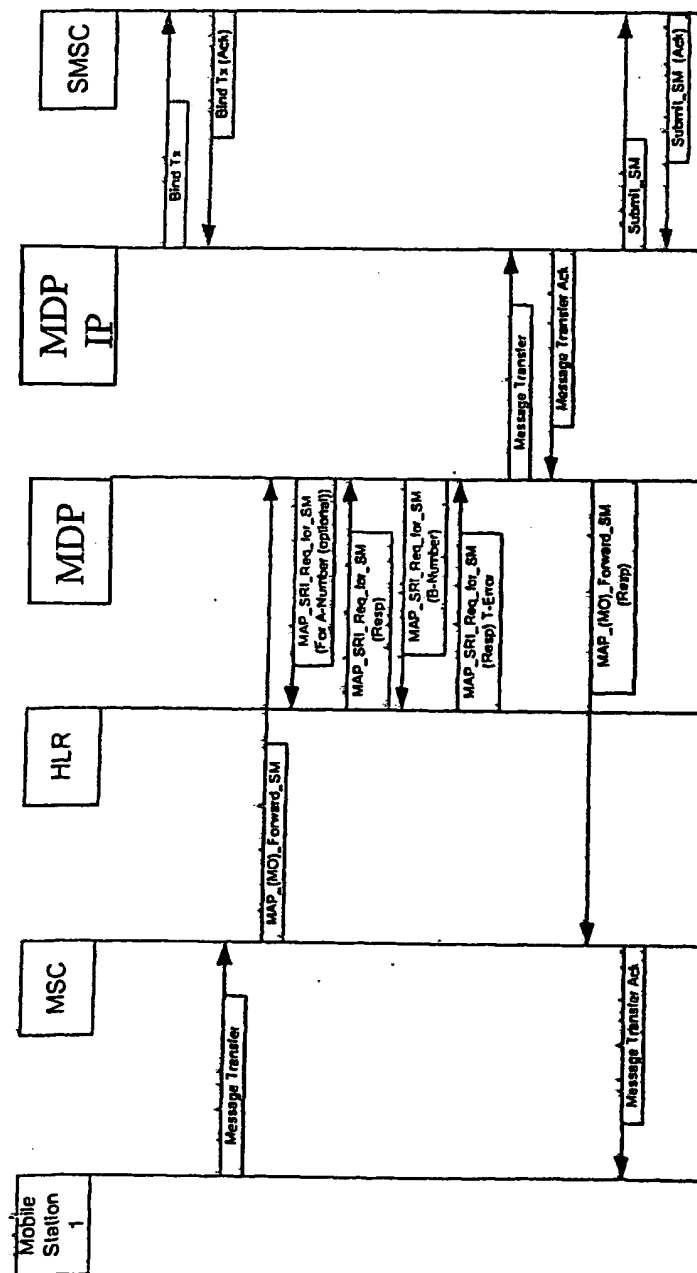 Mobile
Station
1
MSC
HLR
MDP
MDP
IP
SMSC
Bind Tx
Bind Tx (Ack)
Message Transfer
MAP_(MO)_Forward_SM
MAP_SRI_Req_for_SM
(For A-Number (optional))
MAP_SRI_Req_for_SM
(Resp)
MAP_SRI_Req_for_SM
(B-Number)
MAP_SRI_Req_for_SM
(Resp) T-Error
Message Transfer
Message Transfer Ack
MAP_(MO)_Forward_SM
(Resp)
Message Transfer Ack
Submit_SM
Submit_SM (Ack)